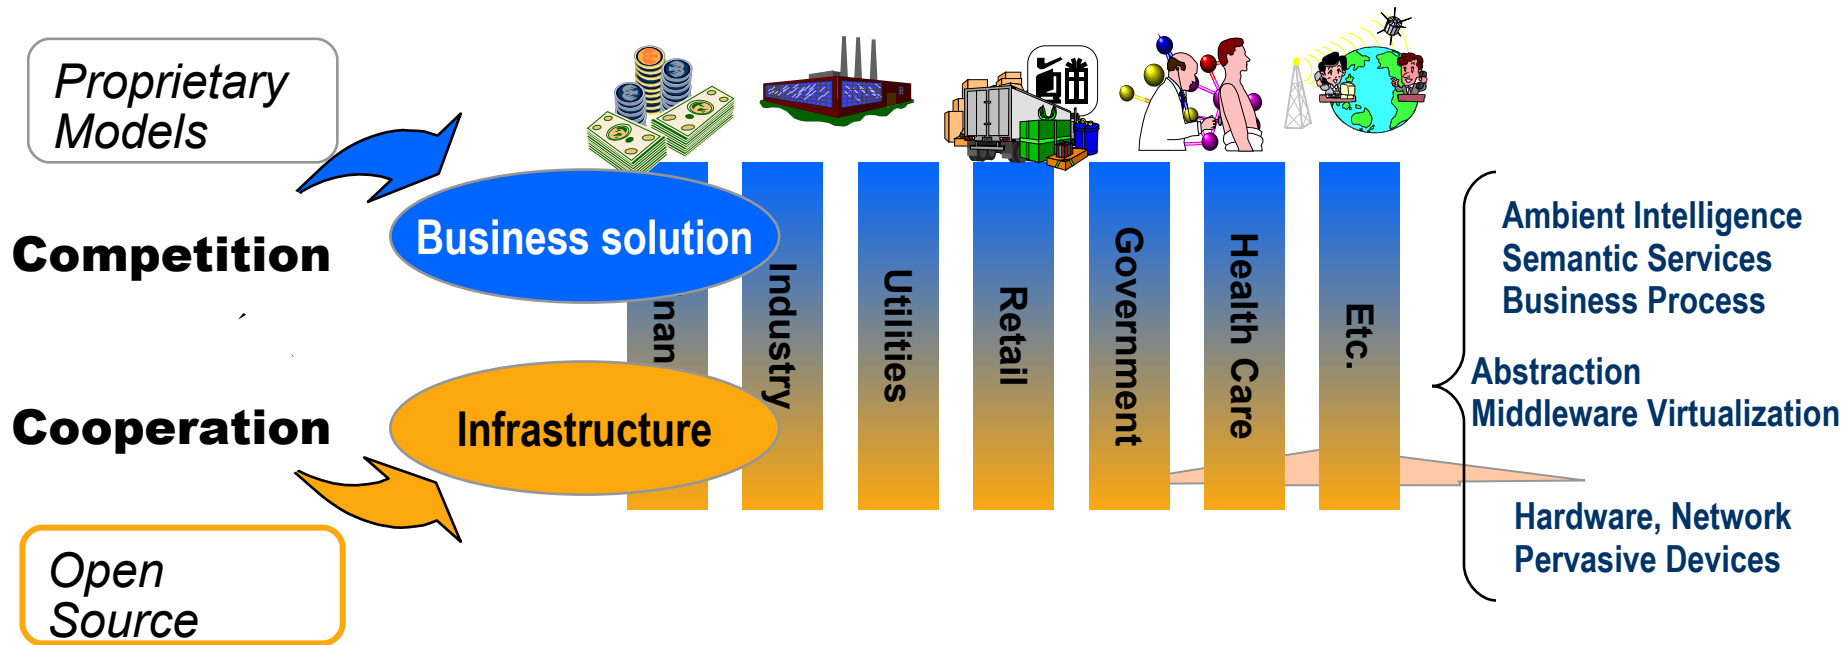 Proprietary
Models
Competition
Business solution
Cooperation
Infrastructure
Open
Source
Industry
Utilities
Retail
Government
Health Care
Etc.
Ambient Intelligence
Semantic Services
Business Process
Abstraction
Middleware Virtualization
Hardware, Network
Pervasive Devices